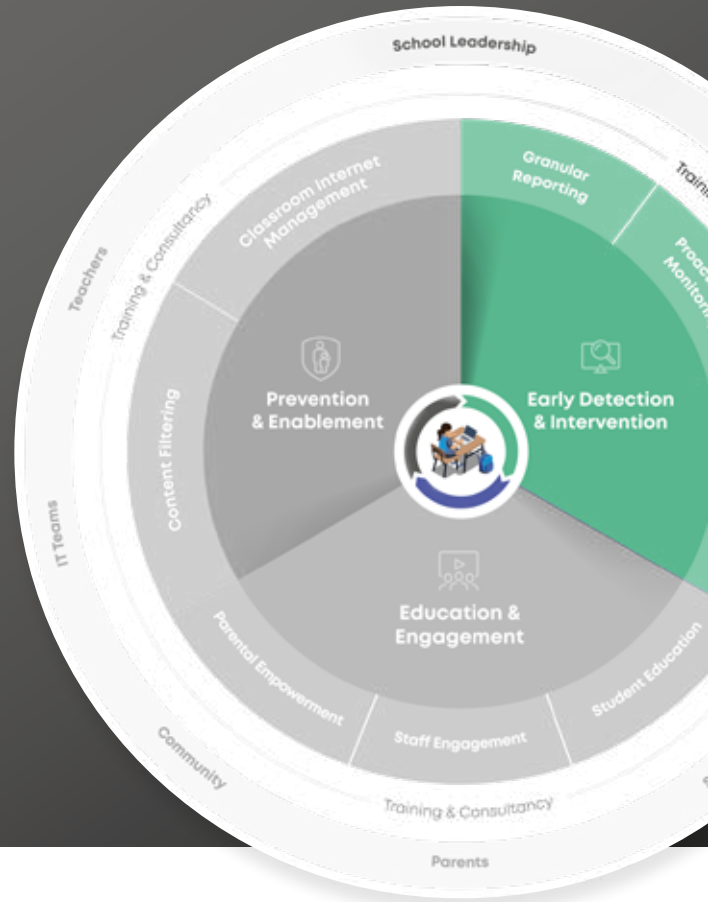 School Leadership
Training & Consultancy
Teachers
IT Teams
Community
Parents
Classroom Internet
Management
Content Filtering
Granular
Reporting
Prevention
& Enablement
Early Detection
& Intervention
Education &
Engagement
Parental Empowerment
Staff Engagement
Student Education
Training & Consultancy